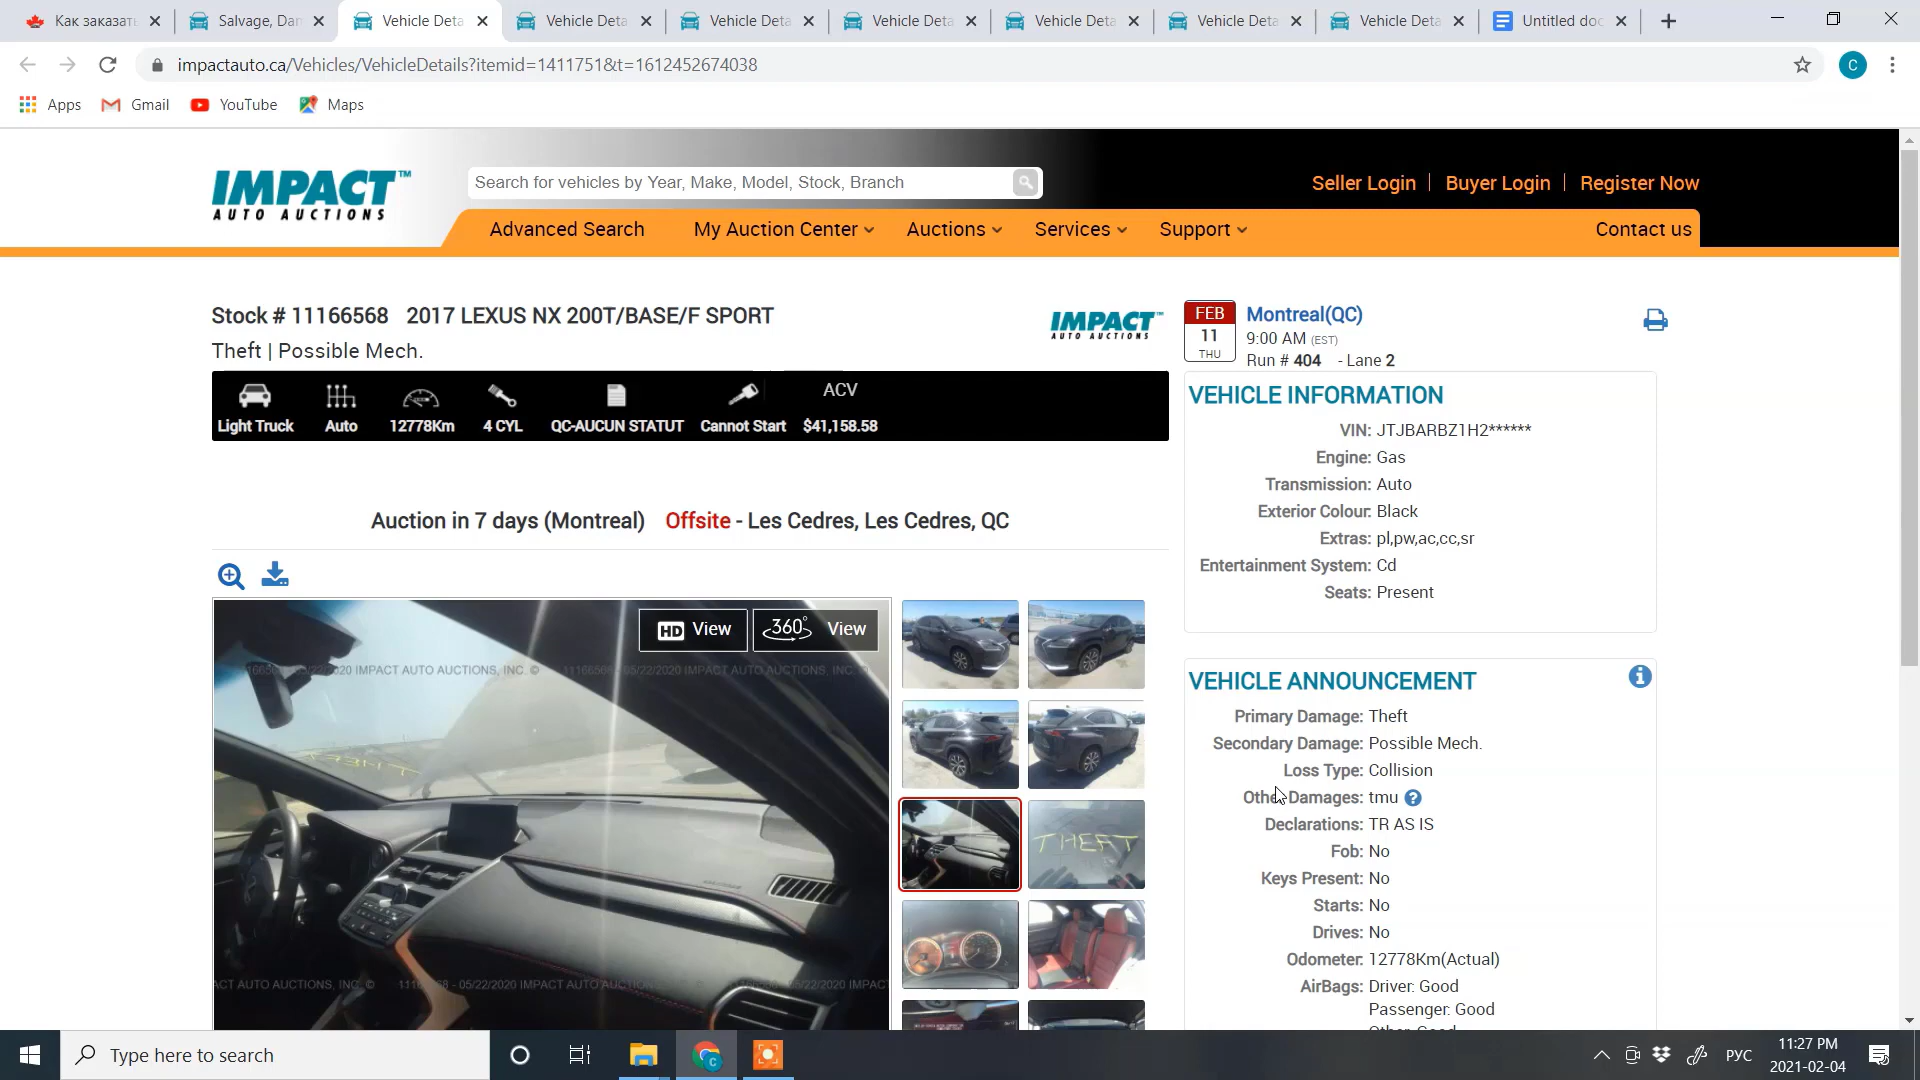 Как заказать
Salvage, Dan
Vehicle Deta
Vehicle Deta
Vehicle Deta
Vehicle Deta
Vehicle Deta
Vehicle Deta
Vehicle Deta
Untitled doc
impactauto.ca/Vehicles/VehicleDetails?itemid=1411751&t=1612452674038
C
Apps
Gmail
YouTube
Maps
IMPACT™
AUTO AUCTIONS
Search for vehicles by Year, Make, Model, Stock, Branch
Seller Login
Buyer Login
Register Now
Advanced Search
My Auction Center
Auctions
Services
Support
Contact us
Stock # 11166568 2017 LEXUS NX 200T/BASE/F SPORT
Theft | Possible Mech.
IMPACT™
AUTO AUCTIONS
Light Truck
Auto
12778Km
4 CYL
QC-AUCUN STATUT
Cannot Start
ACV
$41,158.58
Auction in 7 days (Montreal) Offsite - Les Cedres, Les Cedres, QC
HD View
360° View
05/22/2020 IMPACT AUTO AUCTIONS, INC. ©
THEFT
FEB
11
THU
Montreal(QC)
9:00 AM (EST)
Run # 404 - Lane 2
VEHICLE INFORMATION
VIN: JTJBARBZ1H2******
Engine: Gas
Transmission: Auto
Exterior Colour: Black
Extras: pl,pw,ac,cc,sr
Entertainment System: Cd
Seats: Present
VEHICLE ANNOUNCEMENT
Primary Damage: Theft
Secondary Damage: Possible Mech.
Loss Type: Collision
Other Damages: tmu
Declarations: TR AS IS
Fob: No
Keys Present: No
Starts: No
Drives: No
Odometer: 12778Km(Actual)
AirBags: Driver: Good
Passenger: Good
Other: Good
Type here to search
РУС
11:27 PM
2021-02-04